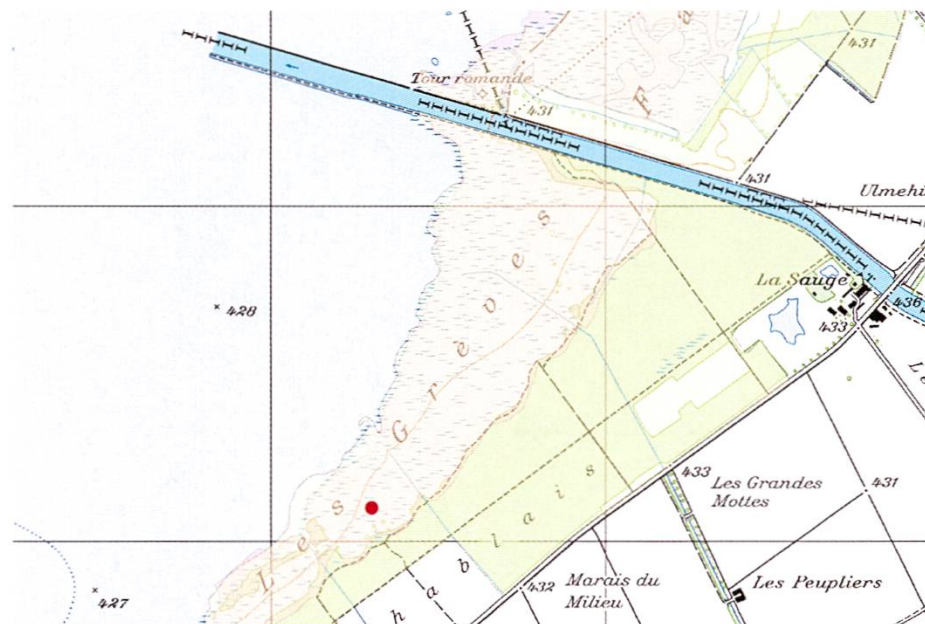 431
Tour romande
431
F
a
431
Ulmehi
La Sauge
436
428
433
L'e
Les Grèves
433
Les Grandes
Mottes
431
hablais
432
Marais du
Milieu
Les Peupliers
427